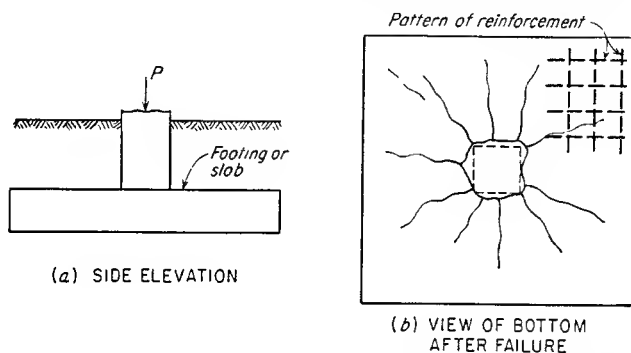 P
Footing or
slab
(a) SIDE ELEVATION
Pattern of reinforcement
(b) VIEW OF BOTTOM
AFTER FAILURE